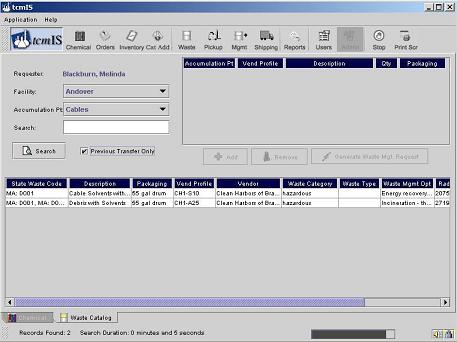 tcmIS
Application Help
tcmIS Chemical Orders Inventory Cat Add Waste Pickup Mgmt Shipping Reports Users Admin Stop Print Scr
Requester: Blackburn, Melinda
Facility: Andover
Accumulation Pt: Cables
Search:
Search Previous Transfer Only
Accumulation Pt Vend Profile Description Qty Packaging
Add Remove Generate Waste Mgt. Request
State Waste Code Description Packaging Vend Profile Vendor Waste Category Waste Type Waste Mgmt Opt Rad
MA: D001 Cable Solvents with... 55 gal drum CH1-S10 Clean Harbors of Bra... hazardous Energy recovery... 2075
MA: D001, MA: D0... Debris with Solvents 55 gal drum CH1-A25 Clean Harbors of Bra... hazardous Incineration - th... 2719
Chemical Waste Catalog
Records Found: 2 Search Duration: 0 minutes and 5 seconds